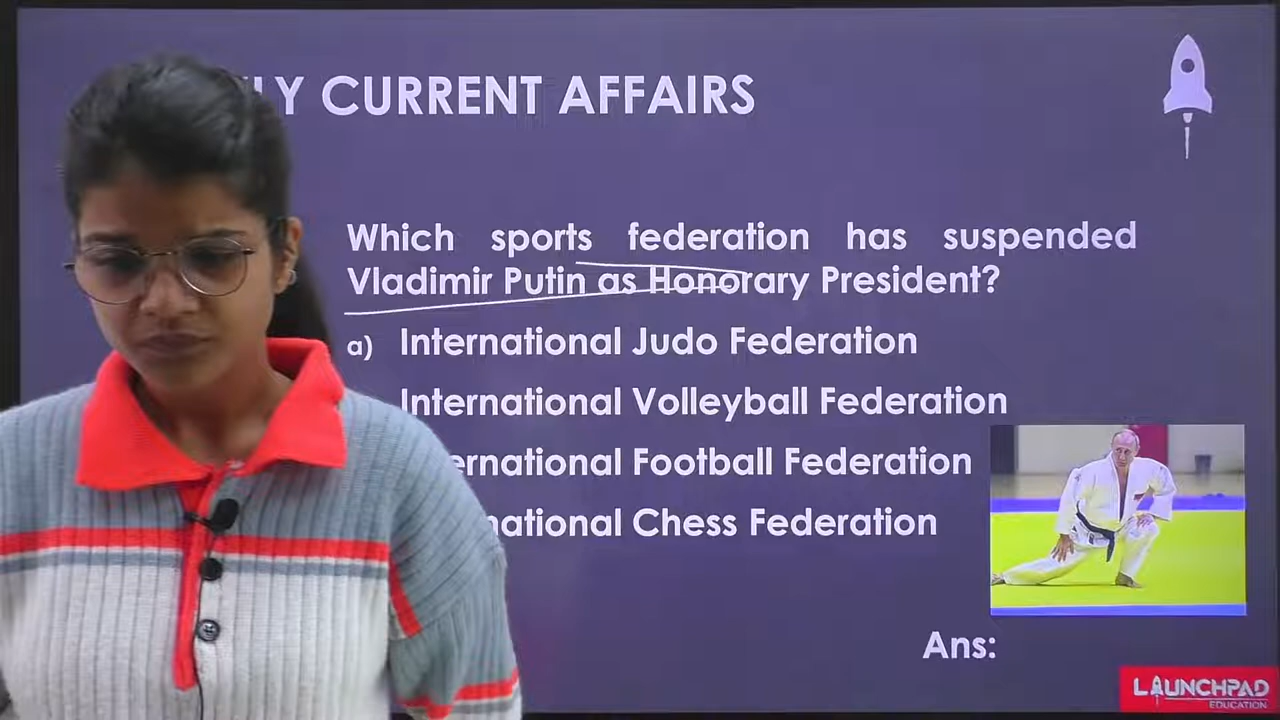 LY CURRENT AFFAIRS
Which sports federation has suspended
Vladimir Putin as Honorary President?
a) International Judo Federation
International Volleyball Federation
ernational Football Federation
national Chess Federation
Ans:
LAUNCHPAD
EDUCATION